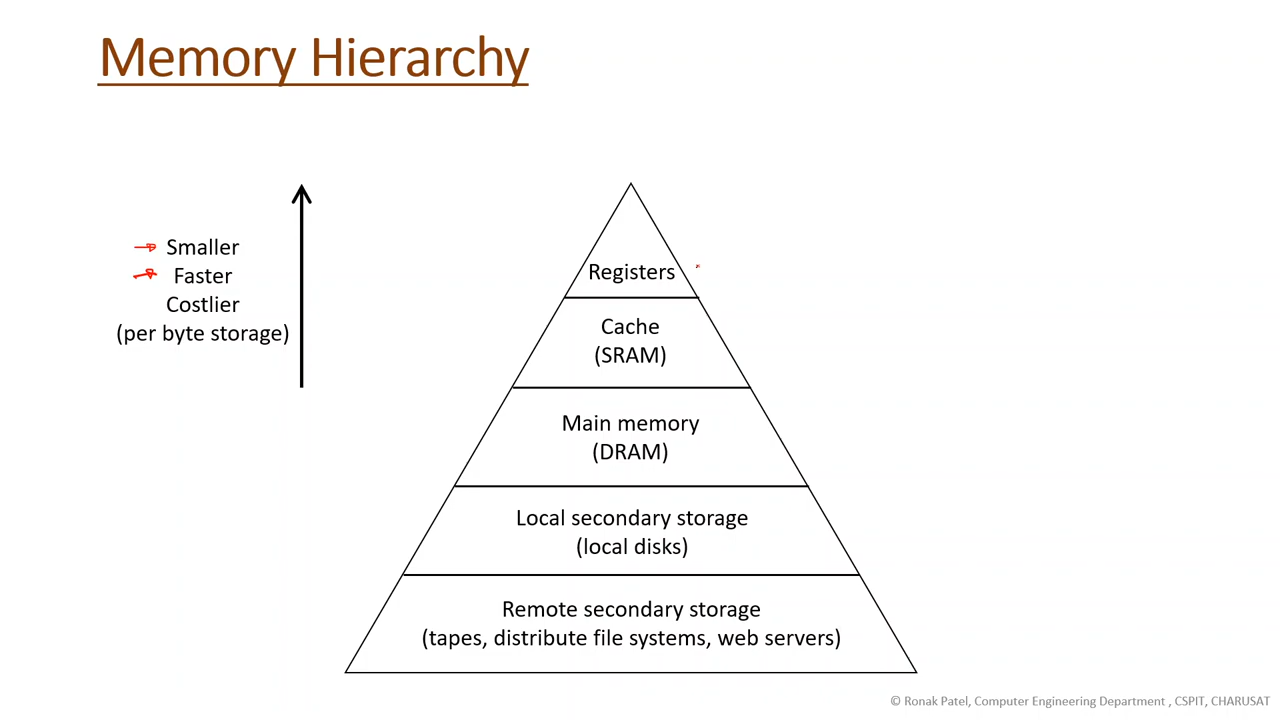 Memory Hierarchy
Smaller
Faster
Costlier
(per byte storage)
Registers
Cache
(SRAM)
Main memory
(DRAM)
Local secondary storage
(local disks)
Remote secondary storage
(tapes, distribute file systems, web servers)
© Ronak Patel, Computer Engineering Department , CSPIT, CHARUSAT